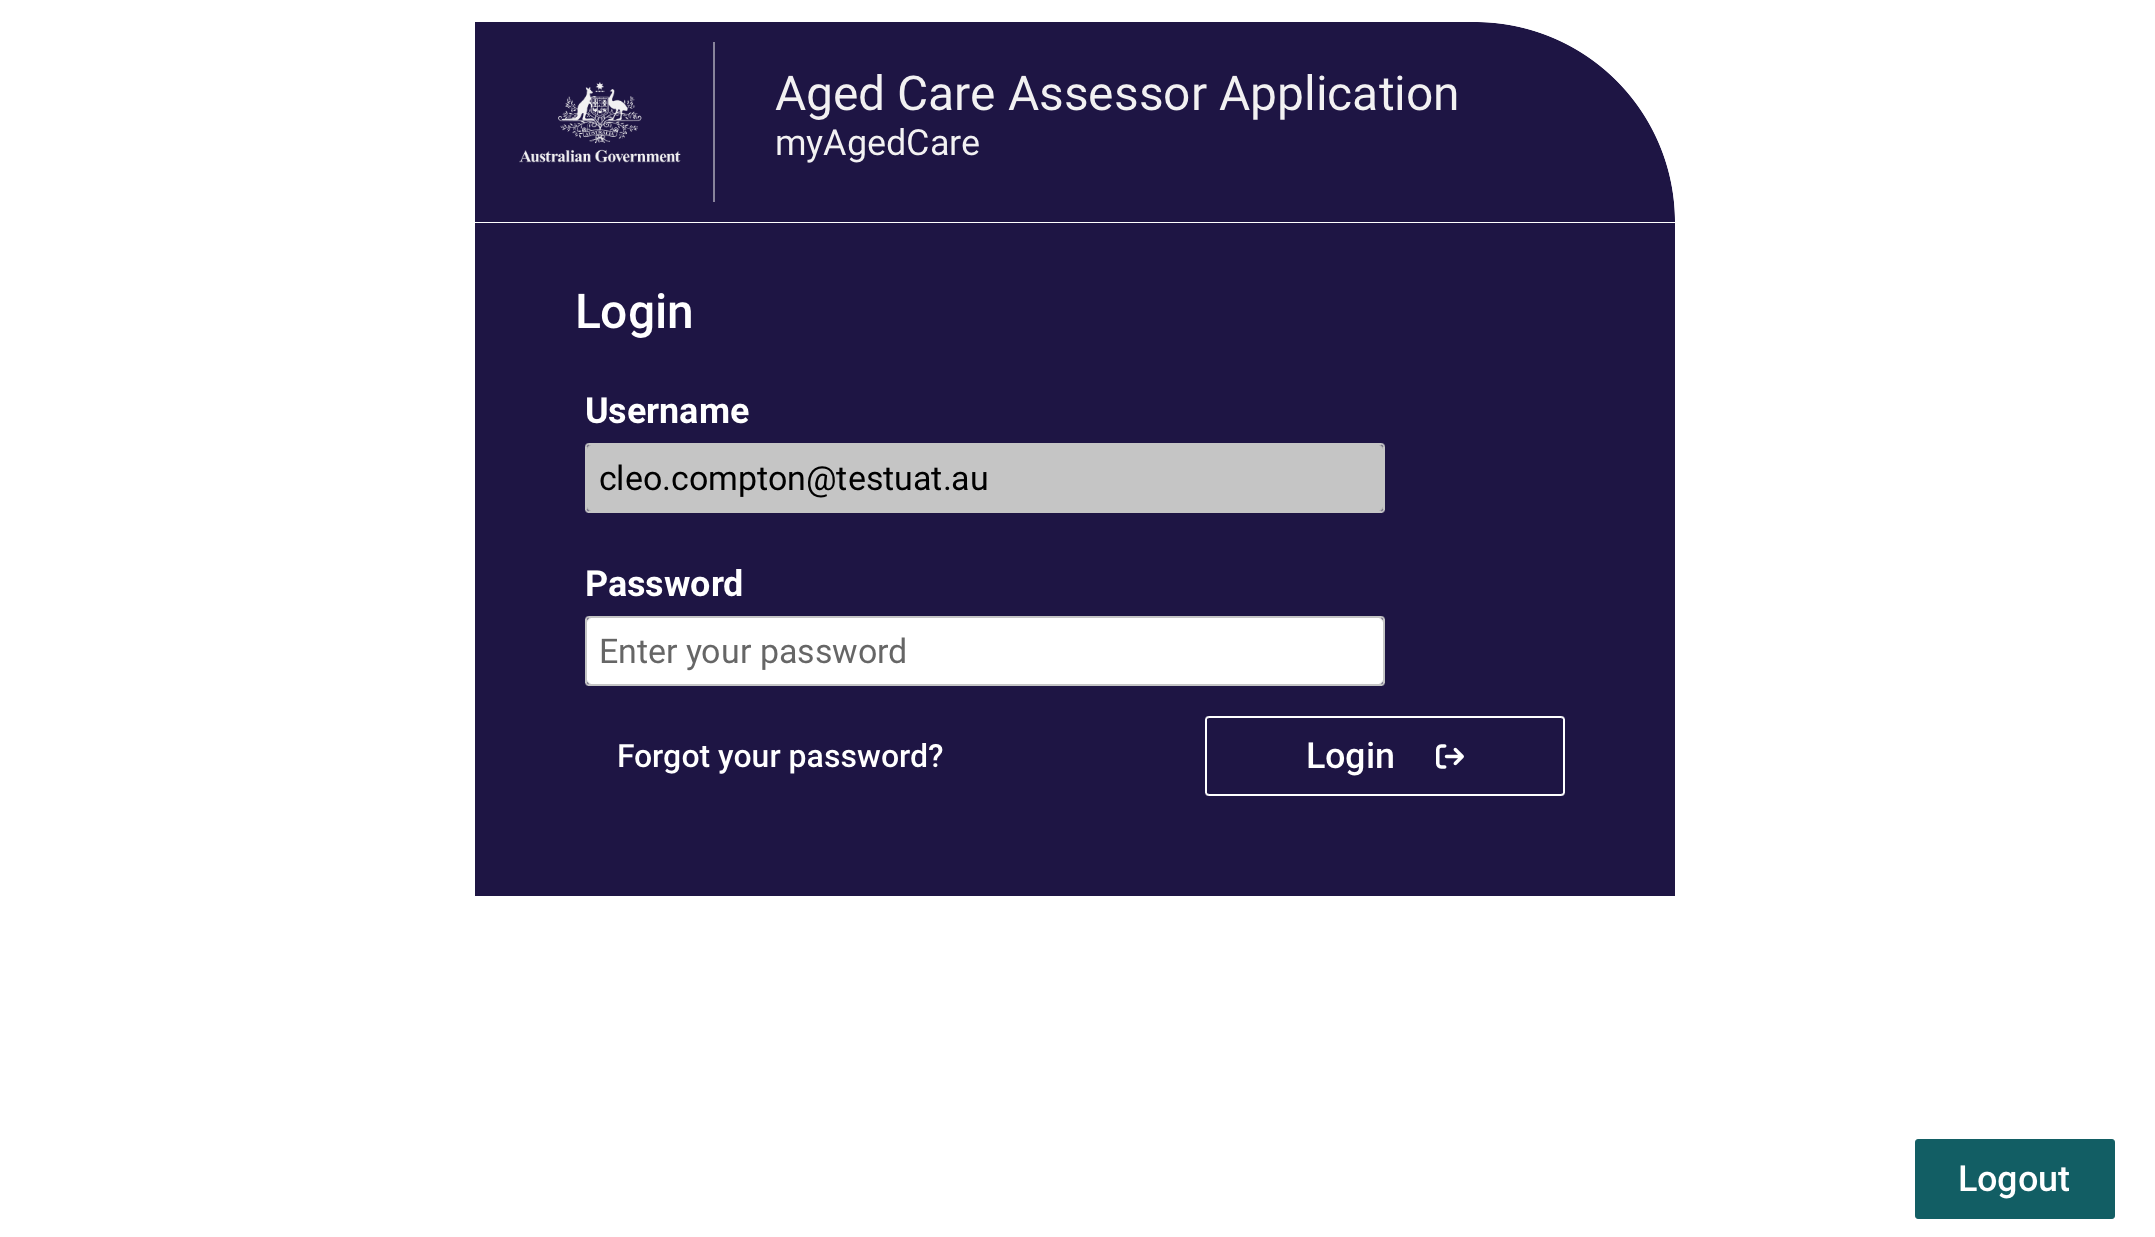 Australian Government
Aged Care Assessor Application
myAgedCare
Login
Username
cleo.compton@testuat.au
Password
Enter your password
Forgot your password?
Login
Logout